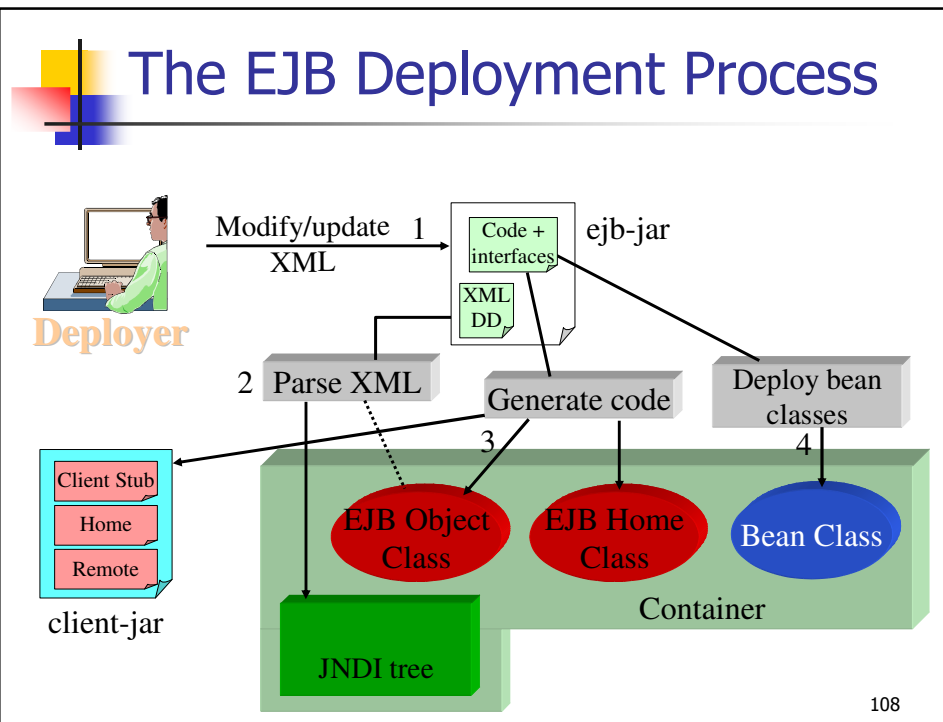 The EJB Deployment Process
Modify/update
XML
1
Code +
interfaces
ejb-jar
XML
DD
Deployer
2
Parse XML
Generate code
Deploy bean
classes
3
4
Client Stub
Home
Remote
client-jar
EJB Object
Class
EJB Home
Class
Bean Class
Container
JNDI tree
108